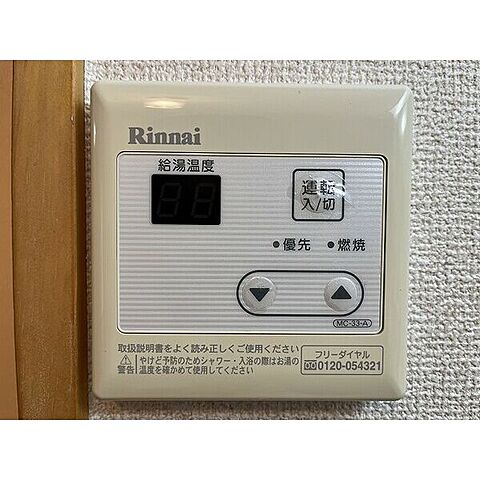 Rinnai
給湯温度
運転
入/切
優先
燃焼
MC-33-A
取扱説明書をよく読み正しくご使用ください
警告
やけど予防のためシャワー・入浴の際はお湯の
温度を確かめて使用してください
フリーダイヤル
0120-054321